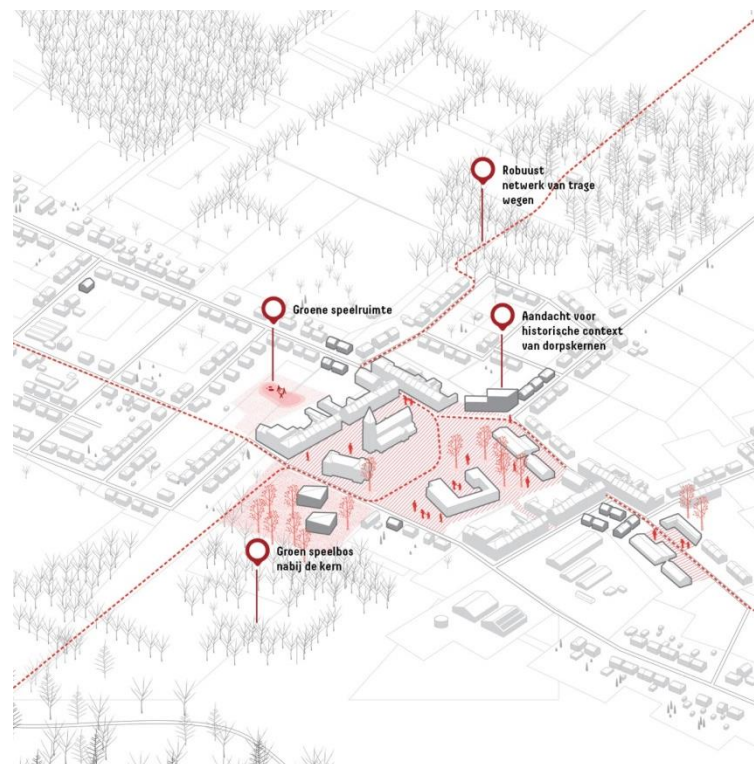 Robuust
netwerk van trage
wegen
Groene speelruimte
Aandacht voor
historische context
van dorpskernen
Groen speelbos
nabij de kern